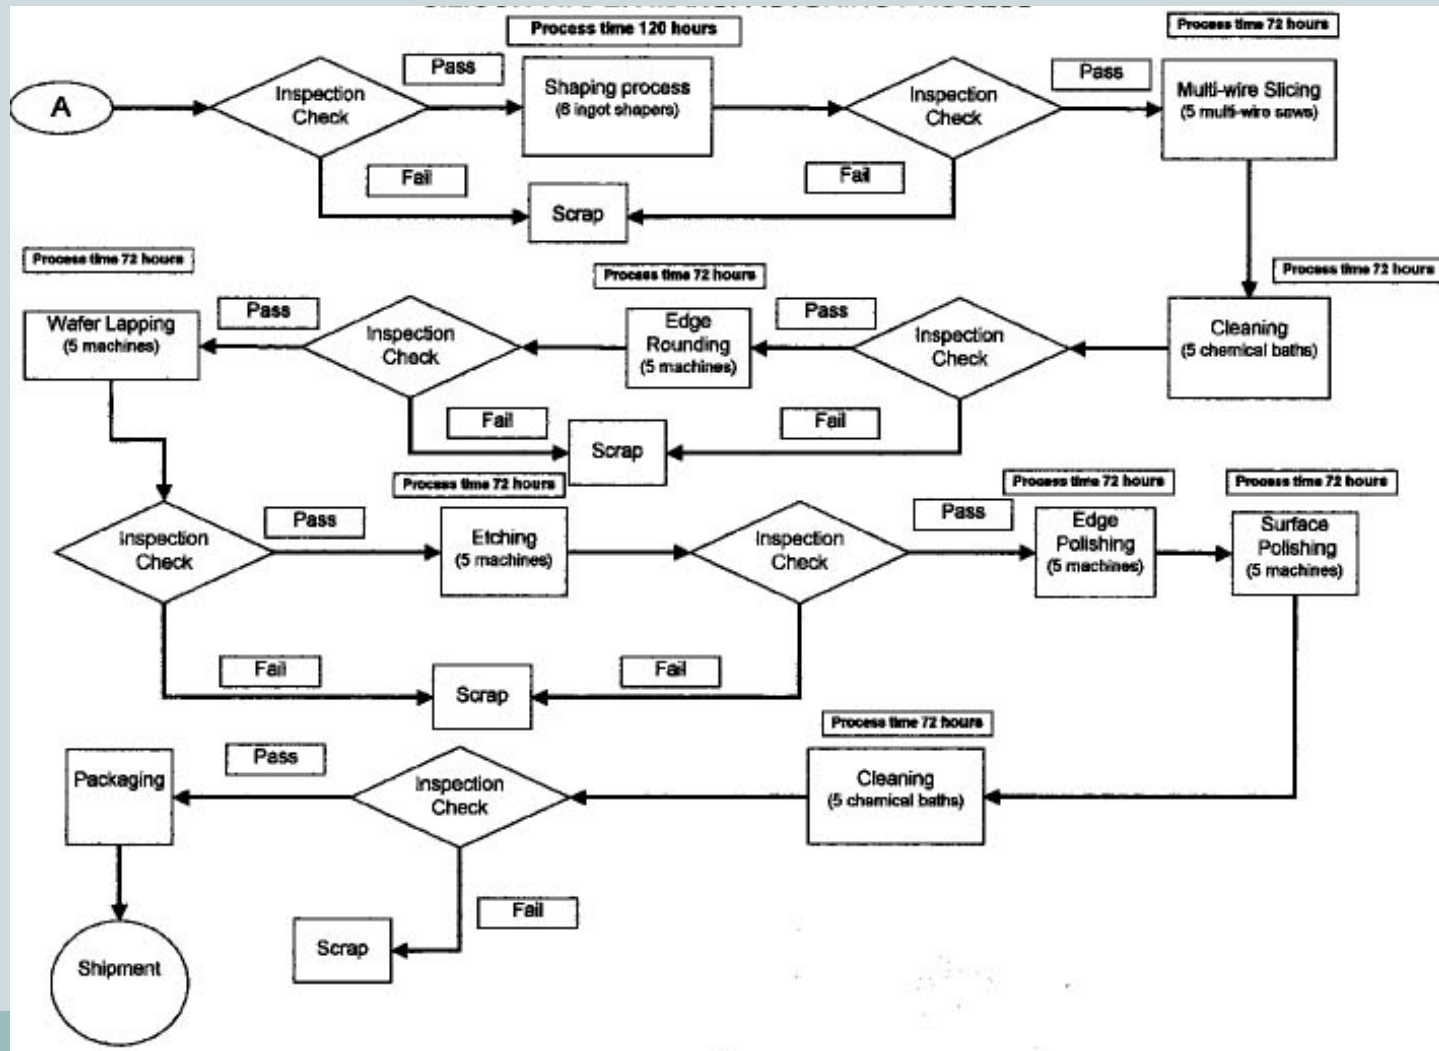 Process time 120 hours
Process time 72 hours
A
Inspection
Check
Pass
Shaping process
(6 ingot shapers)
Inspection
Check
Pass
Multi-wire Slicing
(5 multi-wire saws)
Fail
Scrap
Fail
Process time 72 hours
Process time 72 hours
Process time 72 hours
Wafer Lapping
(5 machines)
Pass
Inspection
Check
Edge
Rounding
(5 machines)
Pass
Inspection
Check
Cleaning
(5 chemical baths)
Fail
Scrap
Fail
Process time 72 hours
Process time 72 hours
Process time 72 hours
Inspection
Check
Pass
Etching
(5 machines)
Inspection
Check
Pass
Edge
Polishing
(5 machines)
Surface
Polishing
(5 machines)
Fail
Scrap
Fail
Process time 72 hours
Packaging
Pass
Inspection
Check
Cleaning
(5 chemical baths)
Fail
Scrap
Shipment